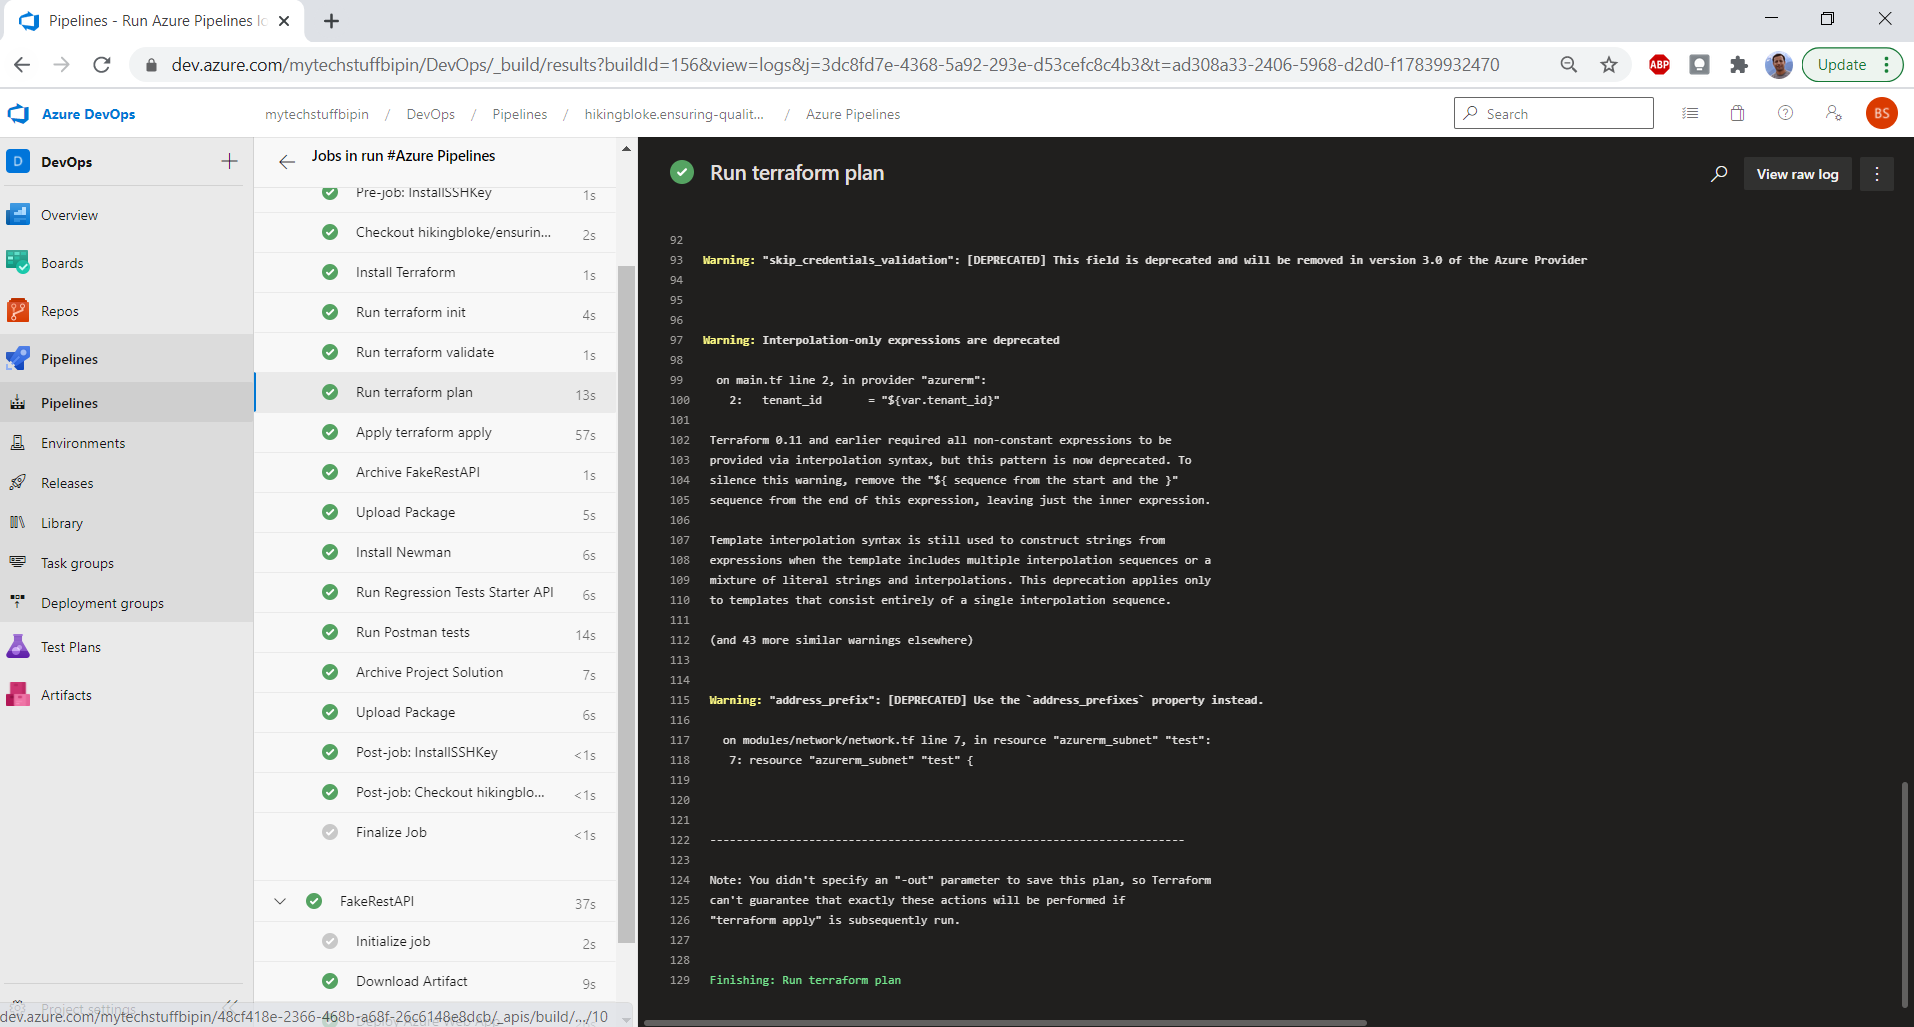 Pipelines - Run Azure Pipelines
dev.azure.com/mytechstuffbipin/DevOps/_build/results?buildId=156&view=logs&j=3dc8fd7e-4368-5a92-293e-d53cefc8c4b3&t=ad308a33-2406-5968-d2d0-f17839932470
ABP
Update
Azure DevOps
mytechstuffbipin / DevOps / Pipelines / hikingbloke.ensuring-qualit... / Azure Pipelines
Search
BS
D DevOps
Overview
Boards
Repos
Pipelines
Pipelines
Environments
Releases
Library
Task groups
Deployment groups
Test Plans
Artifacts
Project settings
dev.azure.com/mytechstuffbipin/48cf418e-2366-468b-a68f-26c6148e8dcb/_apis/build/.../10
Jobs in run #Azure Pipelines
Pre-job: InstallSSHKey 1s
Checkout hikingbloke/ensurin... 2s
Install Terraform 1s
Run terraform init 4s
Run terraform validate 1s
Run terraform plan 13s
Apply terraform apply 57s
Archive FakeRestAPI 1s
Upload Package 5s
Install Newman 6s
Run Regression Tests Starter API 6s
Run Postman tests 14s
Archive Project Solution 7s
Upload Package 6s
Post-job: InstallSSHKey <1s
Post-job: Checkout hikingblo... <1s
Finalize Job <1s
FakeRestAPI 37s
Initialize job 2s
Download Artifact 9s
Run terraform plan
View raw log
92
93 Warning: "skip_credentials_validation": [DEPRECATED] This field is deprecated and will be removed in version 3.0 of the Azure Provider
94
95
96
97 Warning: Interpolation-only expressions are deprecated
98
99 on main.tf line 2, in provider "azurerm":
100 2: tenant_id = "${var.tenant_id}"
101
102 Terraform 0.11 and earlier required all non-constant expressions to be
103 provided via interpolation syntax, but this pattern is now deprecated. To
104 silence this warning, remove the "${ sequence from the start and the }"
105 sequence from the end of this expression, leaving just the inner expression.
106
107 Template interpolation syntax is still used to construct strings from
108 expressions when the template includes multiple interpolation sequences or a
109 mixture of literal strings and interpolations. This deprecation applies only
110 to templates that consist entirely of a single interpolation sequence.
111
112 (and 43 more similar warnings elsewhere)
113
114
115 Warning: "address_prefix": [DEPRECATED] Use the `address_prefixes` property instead.
116
117 on modules/network/network.tf line 7, in resource "azurerm_subnet" "test":
118 7: resource "azurerm_subnet" "test" {
119
120
121
122 ------------------------------------------------------------------------
123
124 Note: You didn't specify an "-out" parameter to save this plan, so Terraform
125 can't guarantee that exactly these actions will be performed if
126 "terraform apply" is subsequently run.
127
128
129 Finishing: Run terraform plan